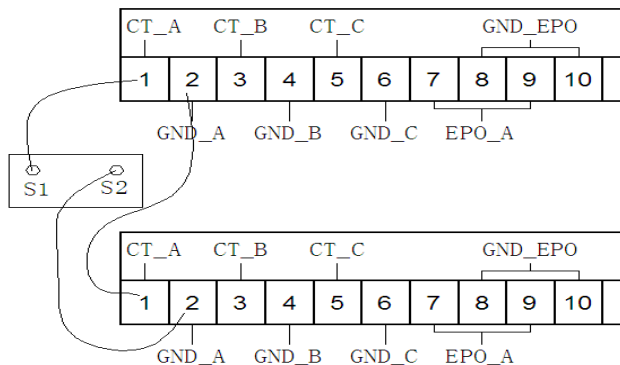 CT_A CT_B CT_C GND_EPO
1 2 3 4 5 6 7 8 9 10
GND_A GND_B GND_C EPO_A
S1 S2
CT_A CT_B CT_C GND_EPO
1 2 3 4 5 6 7 8 9 10
GND_A GND_B GND_C EPO_A